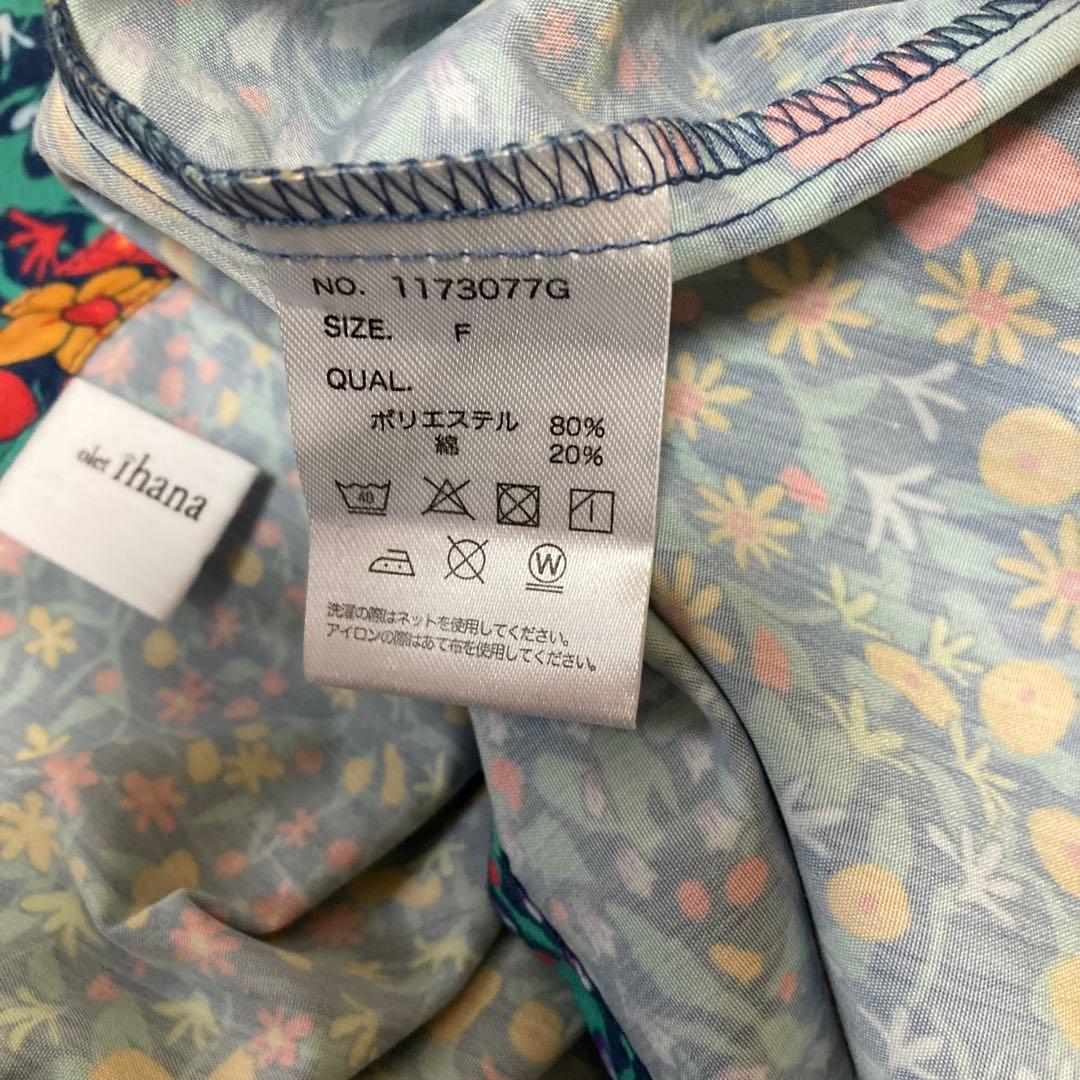 NO. 1173077G
SIZE. F
QUAL.
ポリエステル 80%
綿 20%
40
W
洗濯の際はネットを使用してください。
アイロンの際はあて布を使用してください。
olet ihana